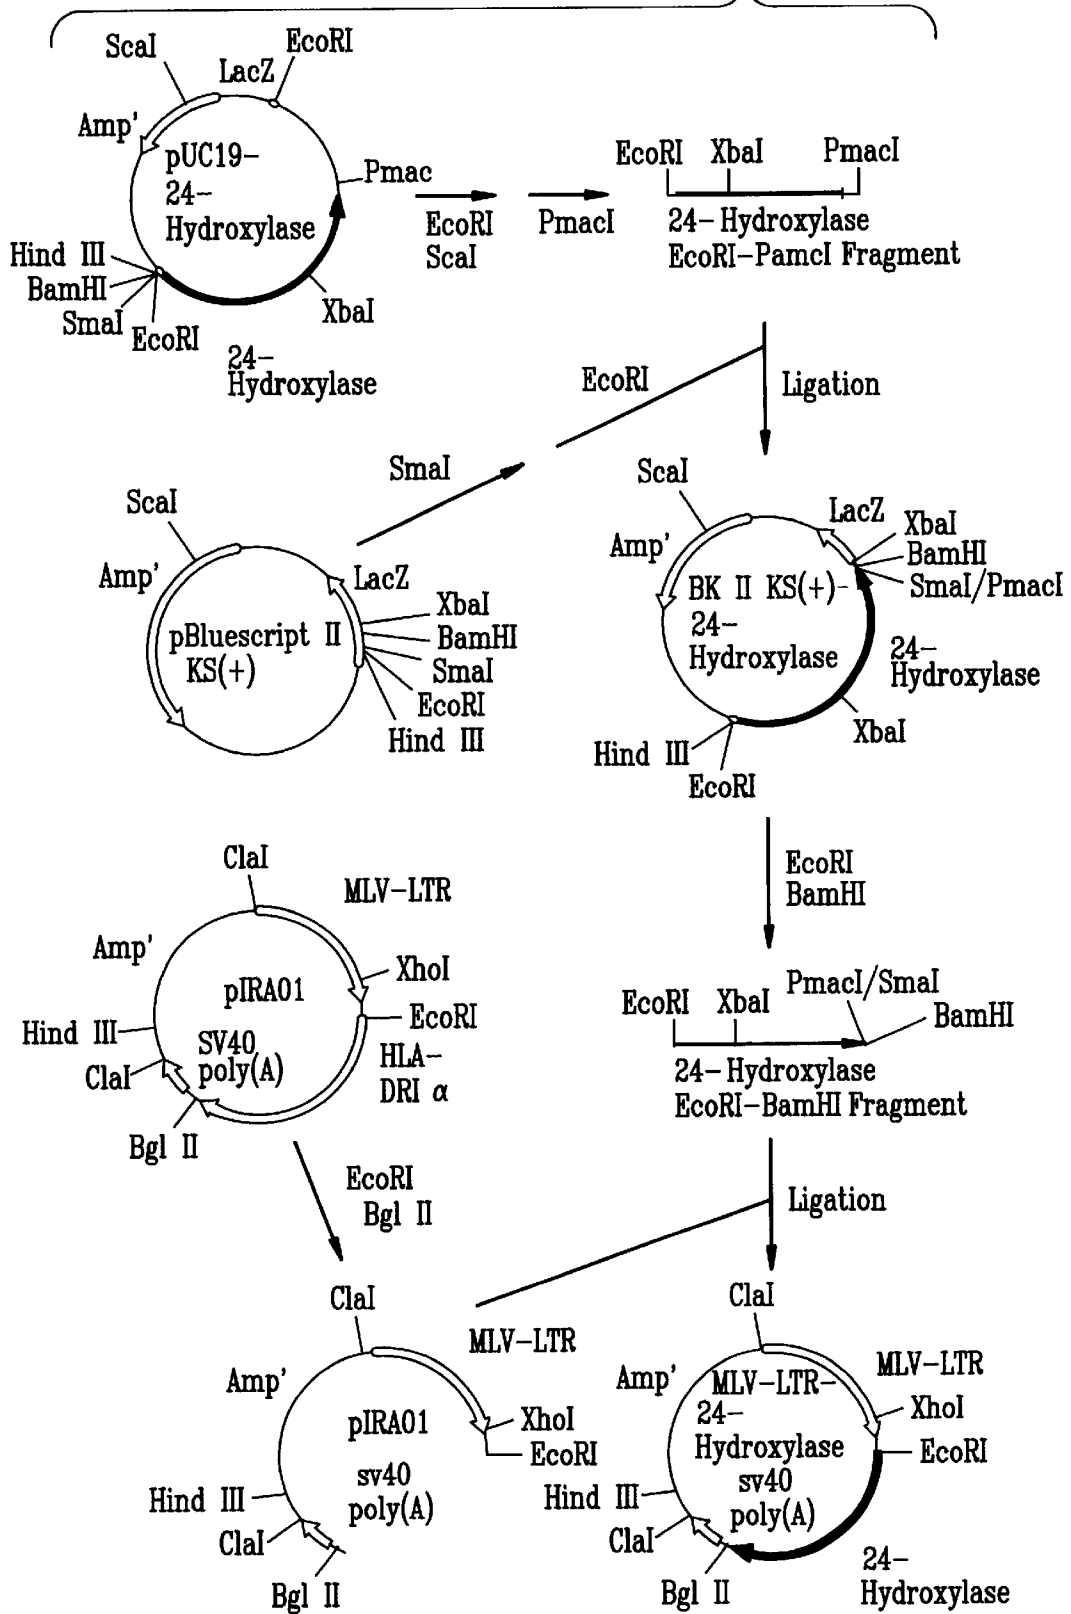 ScaI
EcoRI
LacZ
Amp'
pUC19-
24-
Hydroxylase
Pmac
Hind III
BamHI
SmaI
EcoRI
XbaI
24-
Hydroxylase
EcoRI
ScaI
PmacI
EcoRI XbaI PmacI
24-Hydroxylase
EcoRI-PamcI Fragment
EcoRI
Ligation
SmaI
ScaI
Amp'
LacZ
pBluescript II
KS(+)
XbaI
BamHI
SmaI
EcoRI
Hind III
ScaI
Amp'
LacZ
XbaI
BamHI
SmaI/PmacI
BK II KS(+)-
24-
Hydroxylase
24-
Hydroxylase
XbaI
Hind III
EcoRI
EcoRI
BamHI
ClaI
MLV-LTR
Amp'
pIRA01
XhoI
EcoRI
Hind III
SV40
poly(A)
ClaI
HLA-
DRI α
Bgl II
EcoRI XbaI PmacI/SmaI
BamHI
24-Hydroxylase
EcoRI-BamHI Fragment
EcoRI
Bgl II
Ligation
ClaI
MLV-LTR
Amp'
pIRA01
XhoI
EcoRI
sv40
poly(A)
Hind III
ClaI
Bgl II
ClaI
MLV-LTR
Amp'
MLV-LTR-
24-
Hydroxylase
sv40
poly(A)
XhoI
EcoRI
Hind III
ClaI
Bgl II
24-
Hydroxylase